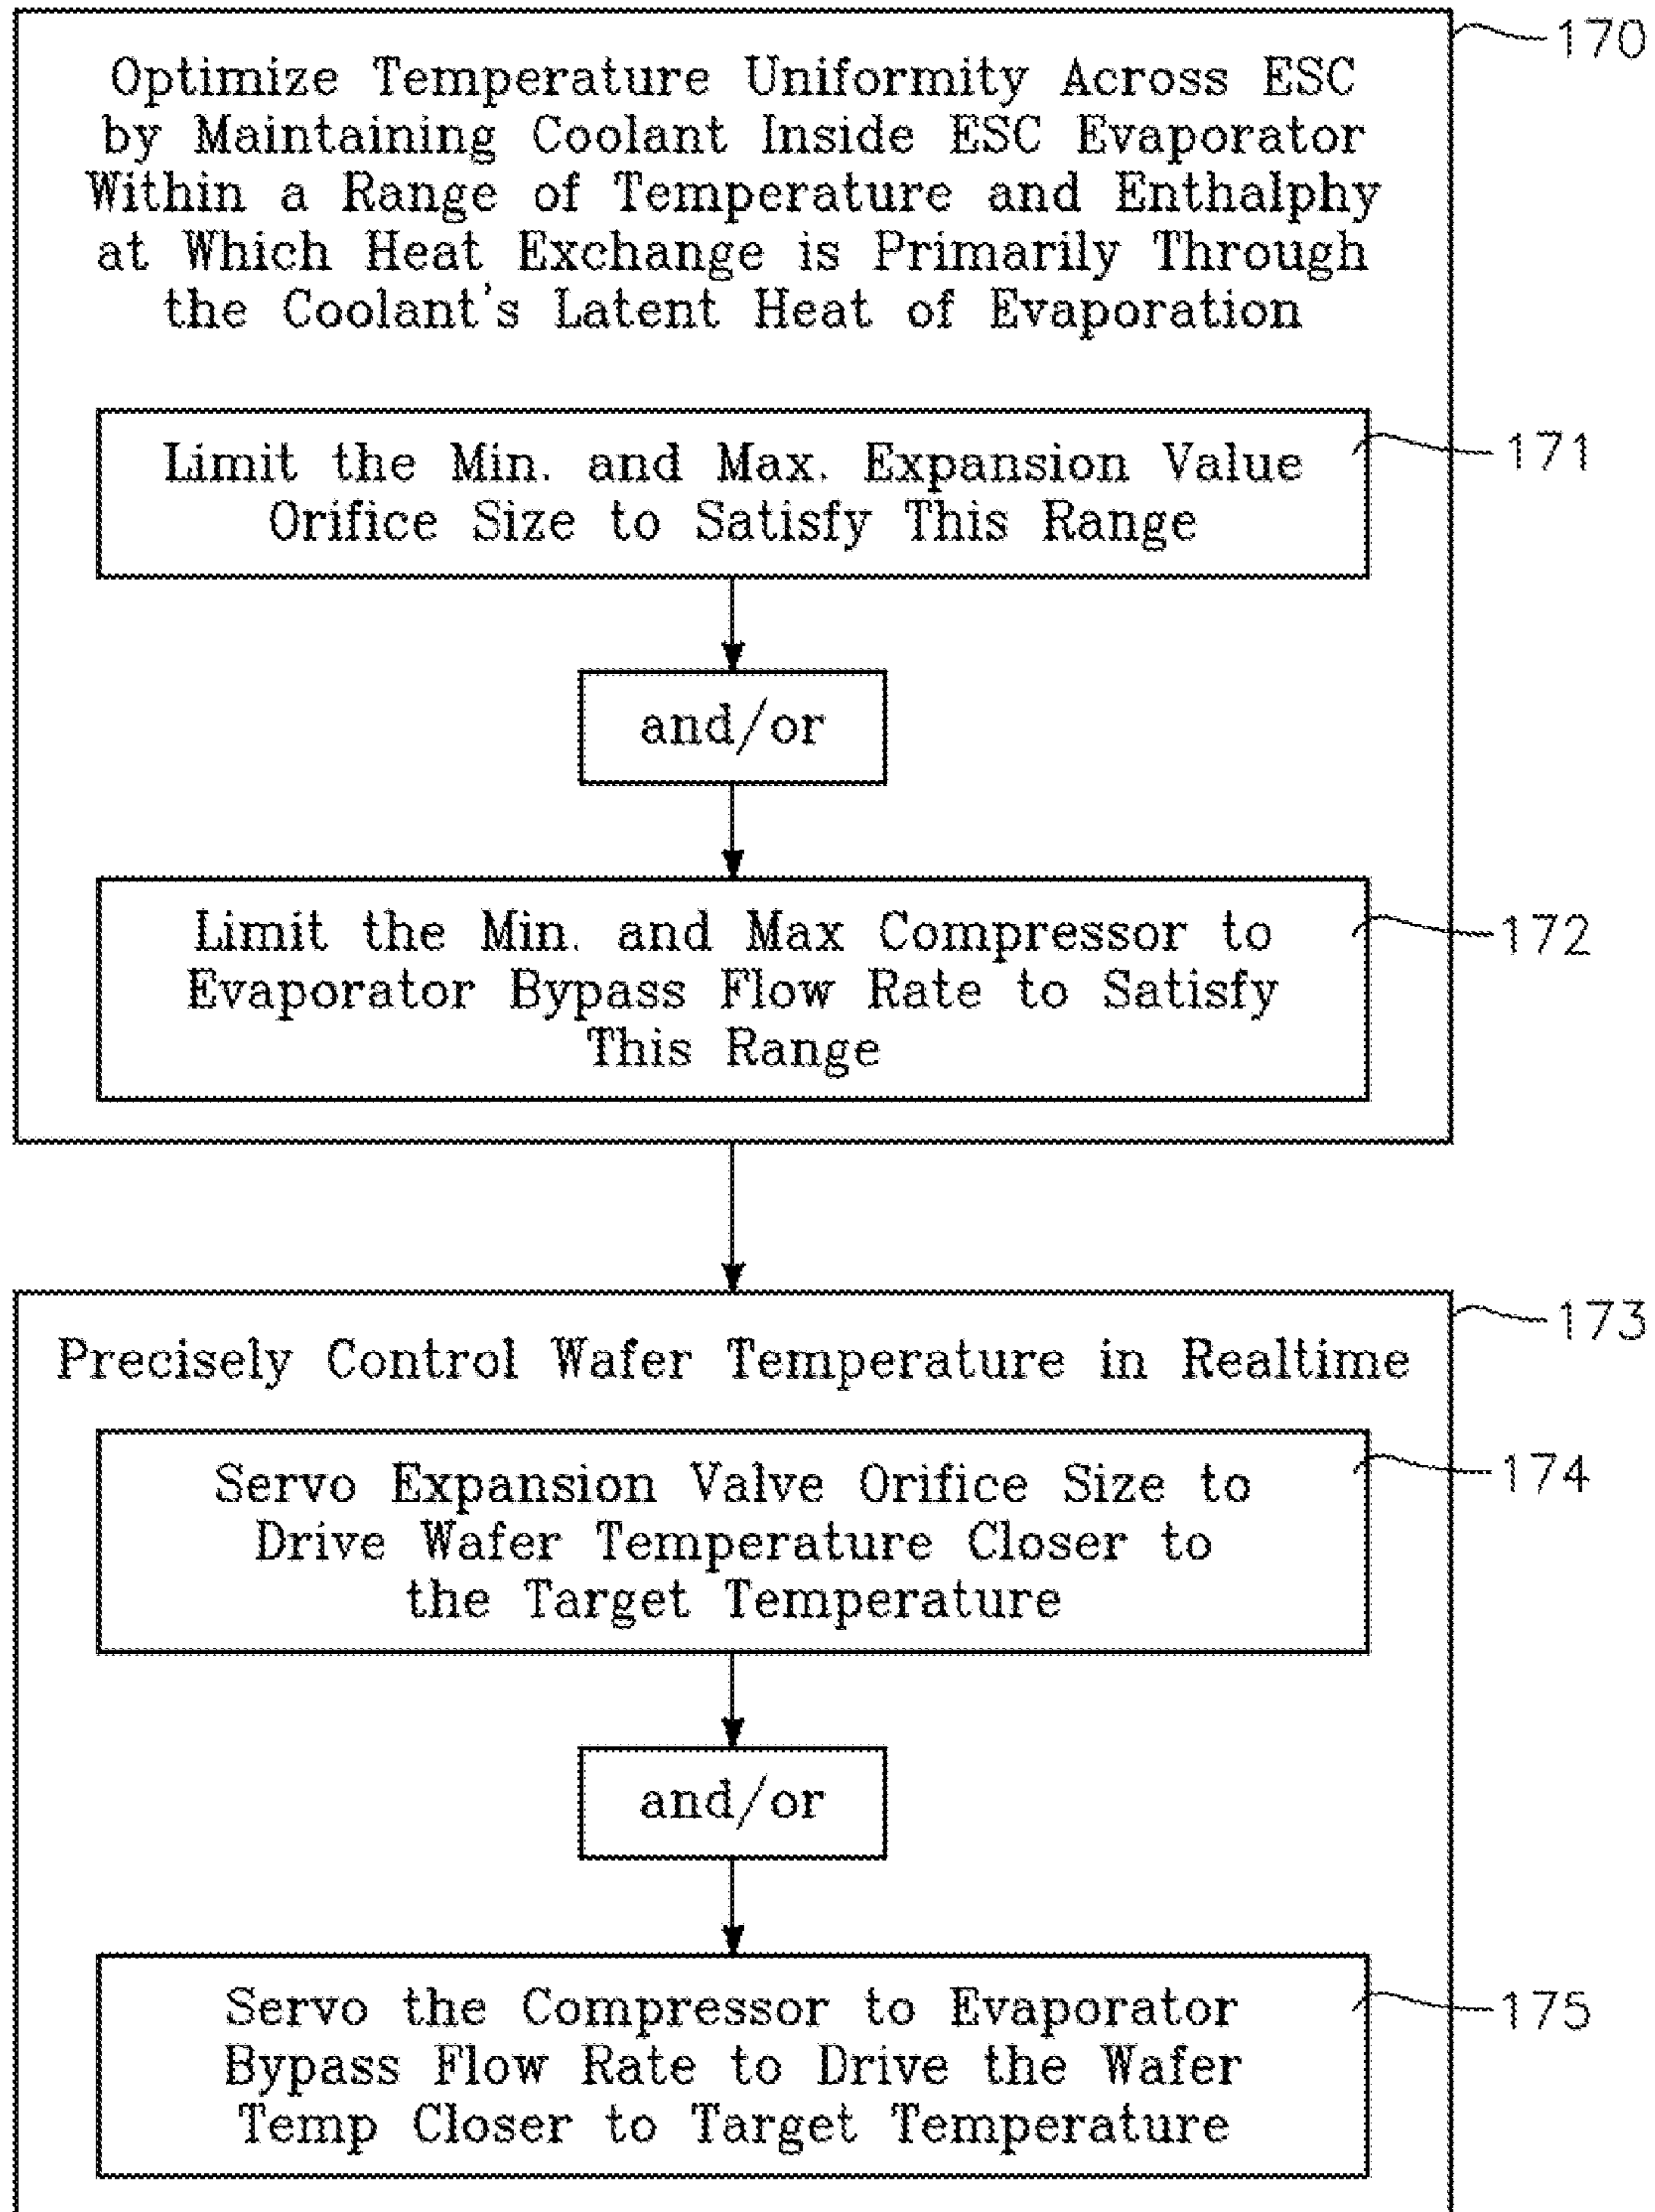 170
Optimize Temperature Uniformity Across ESC
by Maintaining Coolant Inside ESC Evaporator
Within a Range of Temperature and Enthalphy
at Which Heat Exchange is Primarily Through
the Coolant's Latent Heat of Evaporation
171
Limit the Min. and Max. Expansion Value
Orifice Size to Satisfy This Range
and/or
172
Limit the Min. and Max Compressor to
Evaporator Bypass Flow Rate to Satisfy
This Range
173
Precisely Control Wafer Temperature in Realtime
174
Servo Expansion Valve Orifice Size to
Drive Wafer Temperature Closer to
the Target Temperature
and/or
175
Servo the Compressor to Evaporator
Bypass Flow Rate to Drive the Wafer
Temp Closer to Target Temperature